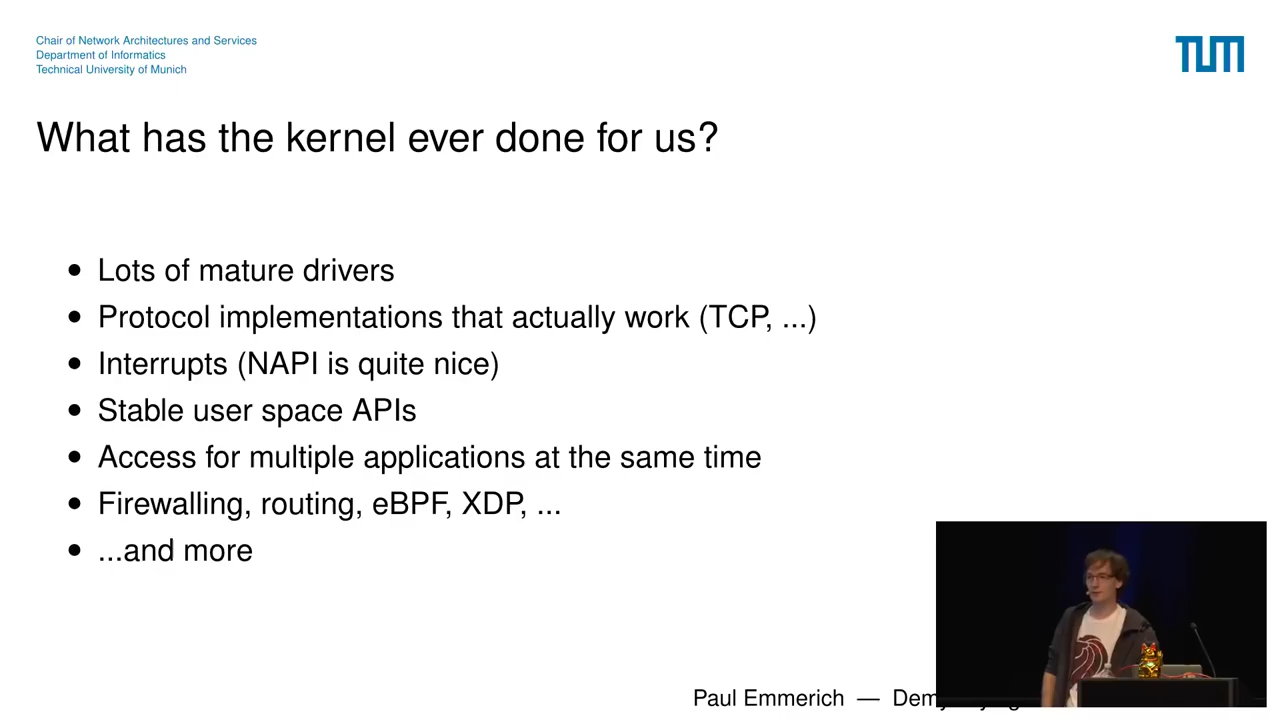 Chair of Network Architectures and Services
Department of Informatics
Technical University of Munich
TUM
What has the kernel ever done for us?
• Lots of mature drivers
• Protocol implementations that actually work (TCP, ...)
• Interrupts (NAPI is quite nice)
• Stable user space APIs
• Access for multiple applications at the same time
• Firewalling, routing, eBPF, XDP, ...
• ...and more
Paul Emmerich —